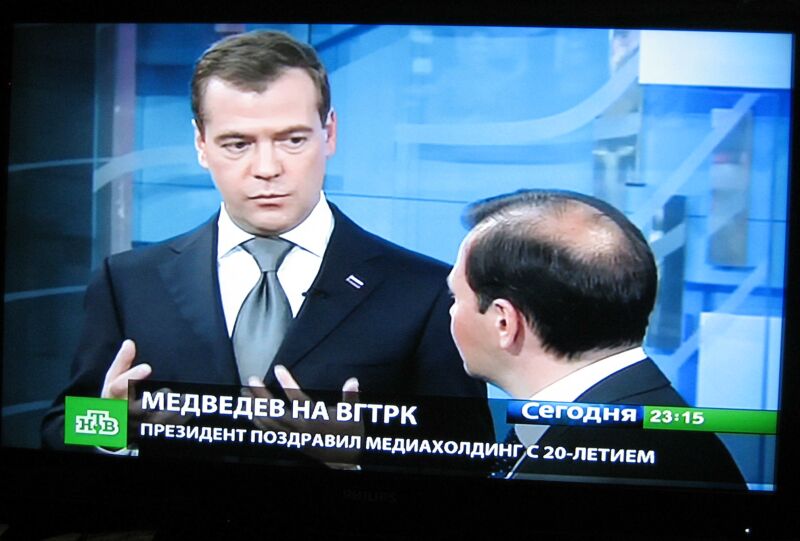 МЕДВЕДЕВ НА ВГТРК
Сегодня 23:15
НТВ
ПРЕЗИДЕНТ ПОЗДРАВИЛ МЕДИАХОЛДИНГ С 20-ЛЕТИЕМ
PHILIPS